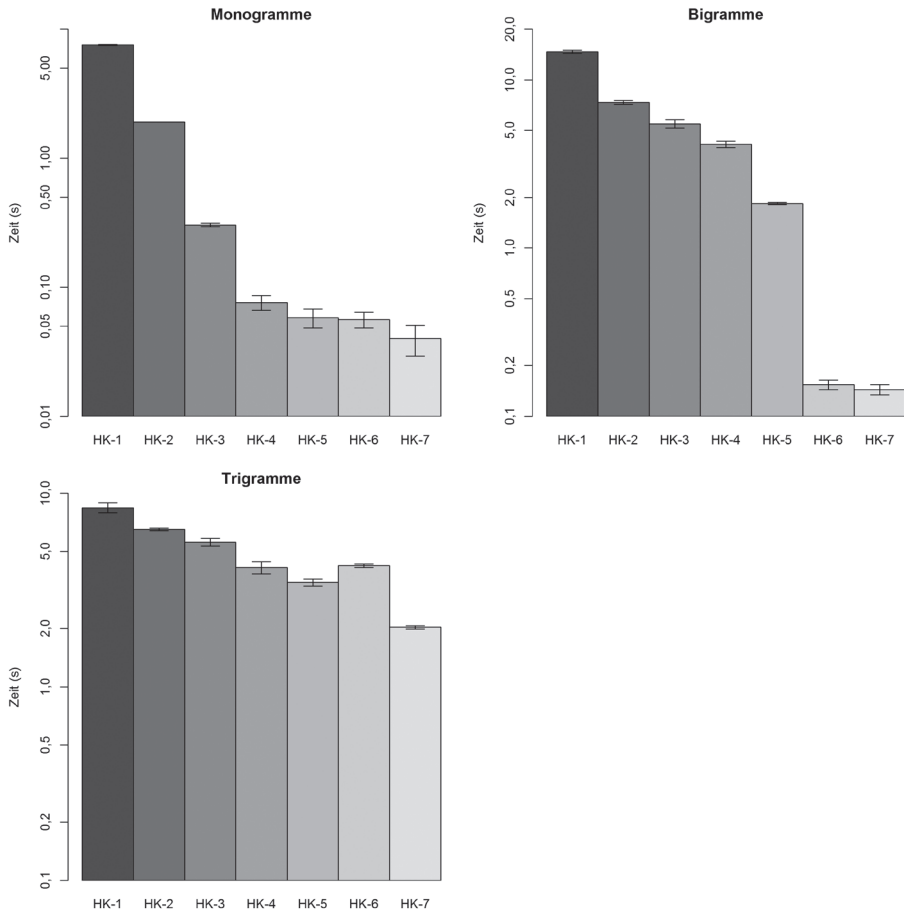 Monogramme
Zeit (s)
5,00
1,00
0,50
0,10
0,05
0,01
HK-1 HK-2 HK-3 HK-4 HK-5 HK-6 HK-7
Bigramme
Zeit (s)
20,0
10,0
5,0
2,0
1,0
0,5
0,2
0,1
HK-1 HK-2 HK-3 HK-4 HK-5 HK-6 HK-7
Trigramme
Zeit (s)
10,0
5,0
2,0
1,0
0,5
0,2
0,1
HK-1 HK-2 HK-3 HK-4 HK-5 HK-6 HK-7